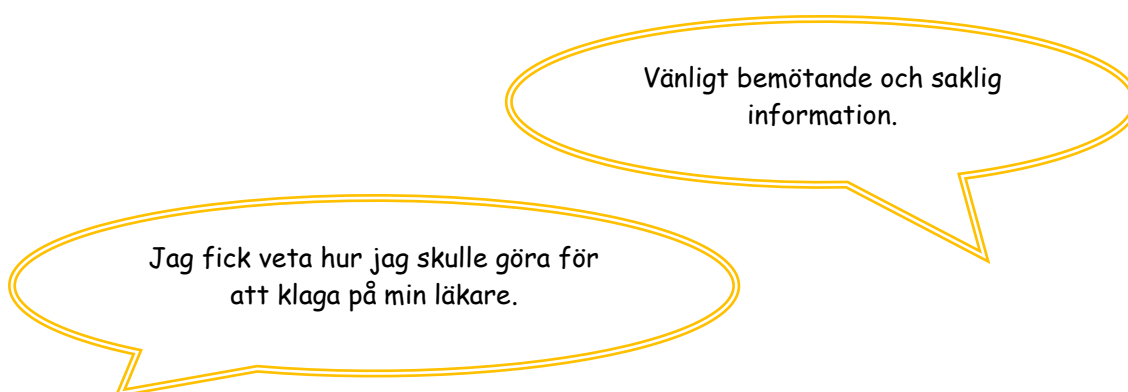 Vänligt bemötande och saklig
information.
Jag fick veta hur jag skulle göra för
att klaga på min läkare.